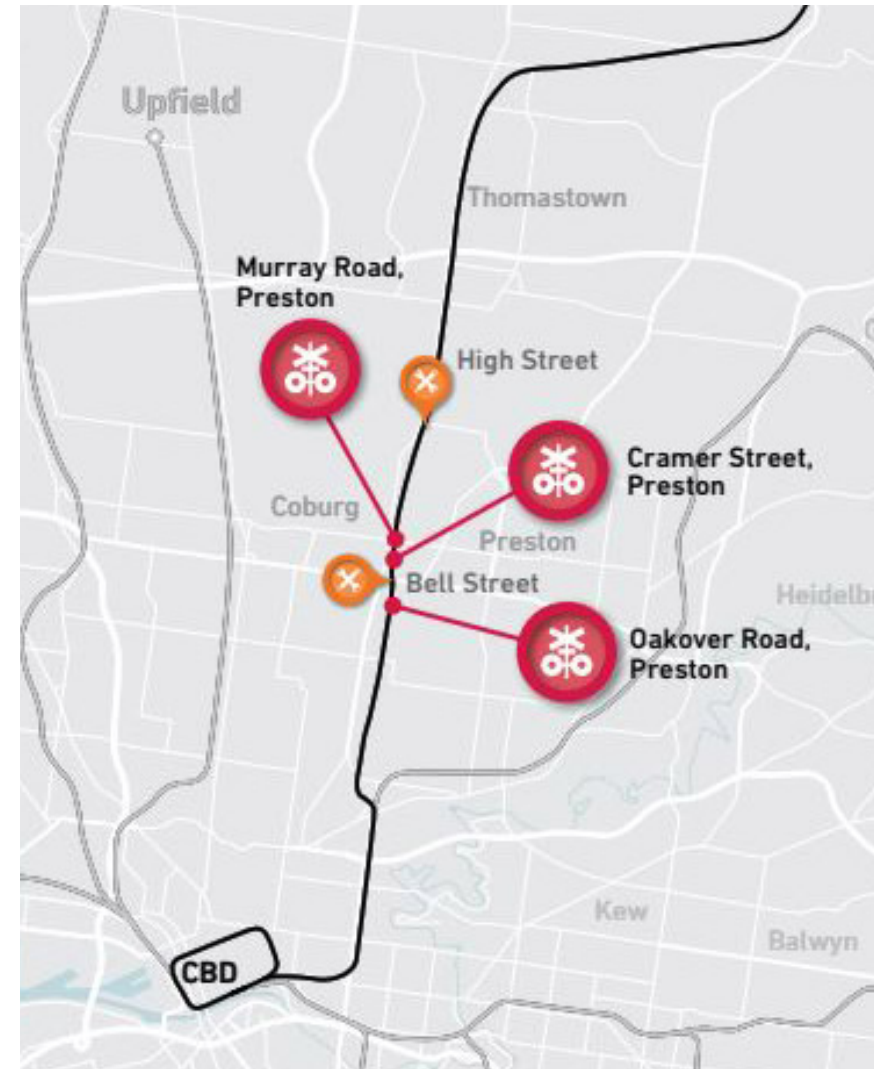 Upfield
Thomastown
Murray Road,
Preston
High Street
Cramer Street,
Preston
Coburg
Preston
Bell Street
Oakover Road,
Preston
Kew
Balwyn
CBD